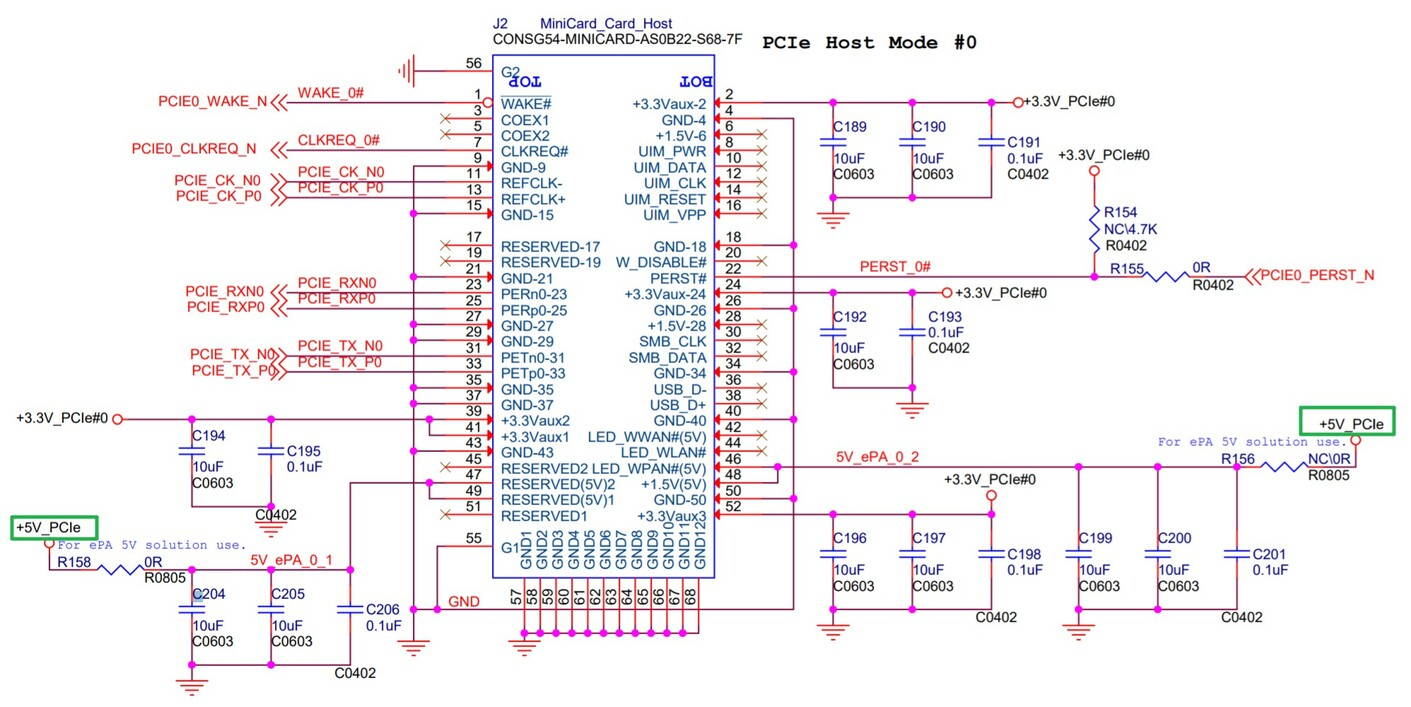 J2 MiniCard_Card_Host
CONSG54-MINICARD-AS0B22-S68-7F
PCIe Host Mode #0
TOP
BOT
56 G2
PCIE0_WAKE_N WAKE_0# 1 WAKE#
3 COEX1
5 COEX2
PCIE0_CLKREQ_N CLKREQ_0# 7 CLKREQ#
9 GND-9
PCIE_CK_N0 PCIE_CK_N0 11 REFCLK-
PCIE_CK_P0 PCIE_CK_P0 13 REFCLK+
15 GND-15
17 RESERVED-17
19 RESERVED-19
21 GND-21
PCIE_RXN0 PCIE_RXN0 23 PERn0-23
PCIE_RXP0 PCIE_RXP0 25 PERp0-25
27 GND-27
29 GND-29
PCIE_TX_N0 PCIE_TX_N0 31 PETn0-31
PCIE_TX_P0 PCIE_TX_P0 33 PETp0-33
35 GND-35
37 GND-37
+3.3V_PCIe#0 39 +3.3Vaux2
41 +3.3Vaux1
43 GND-43
45 RESERVED2
47 RESERVED(5V)2
49 RESERVED(5V)1
51 RESERVED1
55 G1
C194
10uF
C0603
C195
0.1uF
C0402
+5V_PCIe
For ePA 5V solution use.
R158 0R
R0805
5V_ePA_0_1
C204
10uF
C0603
C205
10uF
C0603
C206
0.1uF
C0402
GND
GND1
GND2
GND3
GND4
GND5
GND6
GND7
GND8
GND9
GND10
GND11
GND12
57
58
59
60
61
62
63
64
65
66
67
68
+3.3Vaux-2 2
GND-4 4
+1.5V-6 6
UIM_PWR 8
UIM_DATA 10
UIM_CLK 12
UIM_RESET 14
UIM_VPP 16
GND-18 18
W_DISABLE# 20
PERST# 22
+3.3Vaux-24 24
GND-26 26
+1.5V-28 28
SMB_CLK 30
SMB_DATA 32
GND-34 34
USB_D- 36
USB_D+ 38
GND-40 40
LED_WWAN#(5V) 42
LED_WLAN# 44
LED_WPAN#(5V) 46
+1.5V(5V) 48
GND-50 50
+3.3Vaux3 52
+3.3V_PCIe#0
C189
10uF
C0603
C190
10uF
C0603
C191
0.1uF
C0402
+3.3V_PCIe#0
R154
NC\4.7K
R0402
PERST_0#
R155 0R
R0402
PCIE0_PERST_N
+3.3V_PCIe#0
C192
10uF
C0603
C193
0.1uF
C0402
+5V_PCIe
For ePA 5V solution use.
5V_ePA_0_2
R156 NC\0R
R0805
+3.3V_PCIe#0
C196
10uF
C0603
C197
10uF
C0603
C198
0.1uF
C0402
C199
10uF
C0603
C200
10uF
C0603
C201
0.1uF
C0402